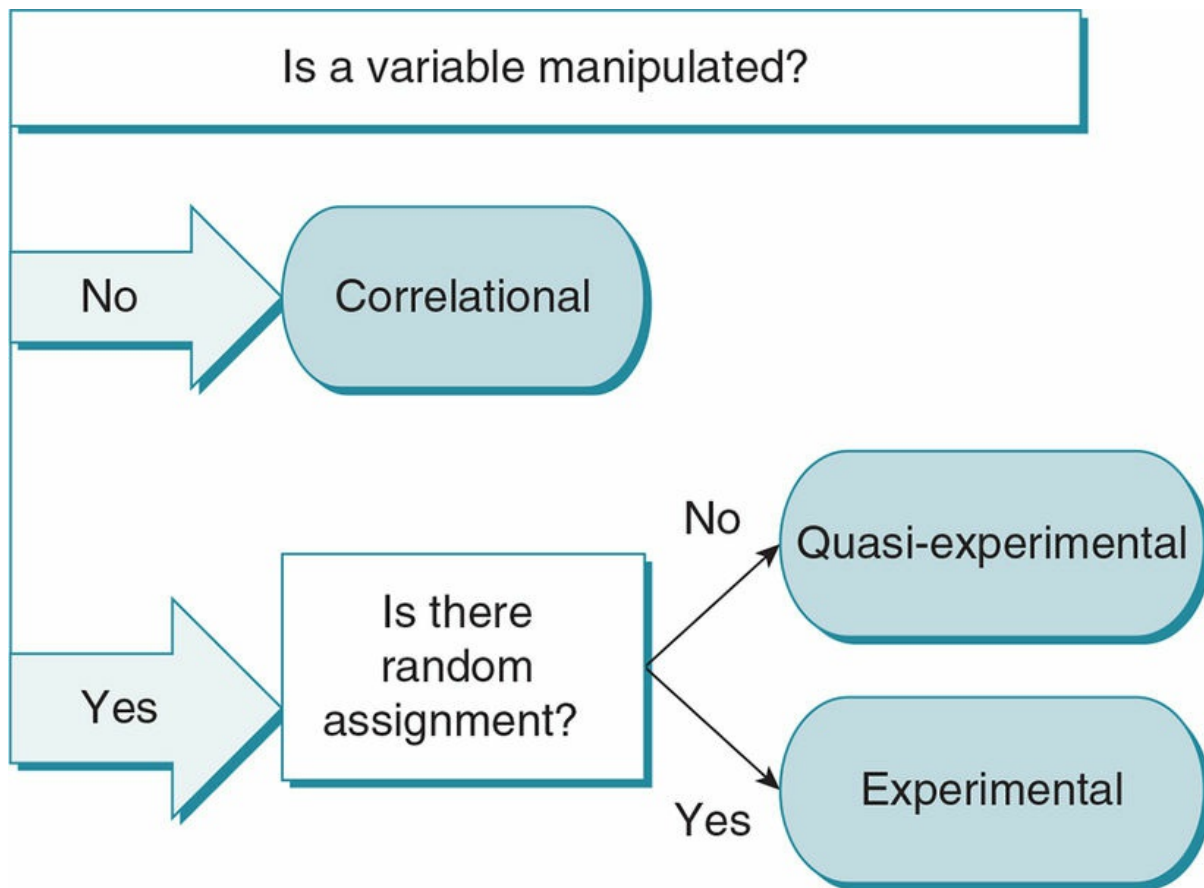 Is a variable manipulated?
No
Correlational
Yes
Is there
random
assignment?
No
Quasi-experimental
Yes
Experimental